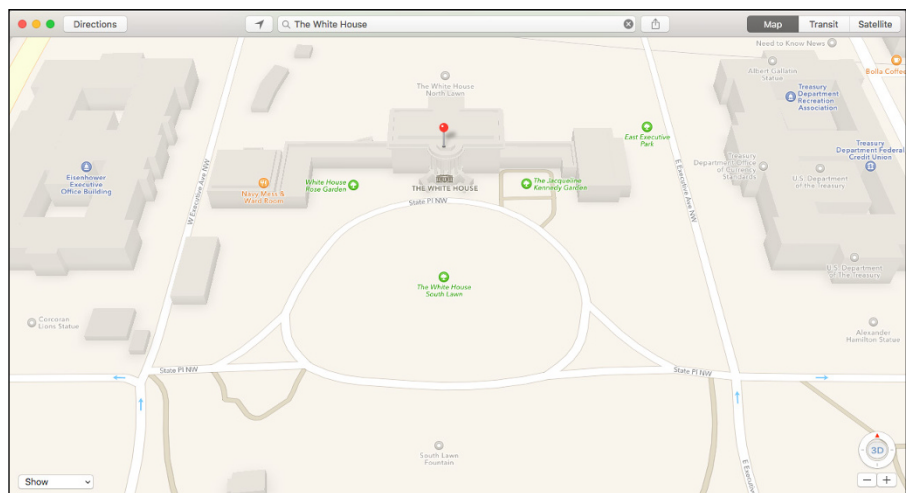 Directions
The White House
Map
Transit
Satellite
Need to Know News
Albert Gallatin
Statue
Bolla Coffee
The White House
North Lawn
Treasury
Department
Recreation
Association
East Executive
Park
Treasury
Department Federal
Credit Union
Eisenhower
Executive
Office Building
Navy Mess &
Ward Room
White House
Rose Garden
THE WHITE HOUSE
The Jacqueline
Kennedy Garden
Treasury
Department Office
of Currency
Standards
U.S. Department
of the Treasury
W Executive Ave NW
E Executive Ave NW
State Pl NW
The White House
South Lawn
U.S. Department
of The Treasury
Corcoran
Lions Statue
Alexander
Hamilton Statue
State Pl NW
State Pl NW
South Lawn
Fountain
E Executive Ave NW
3D
Show